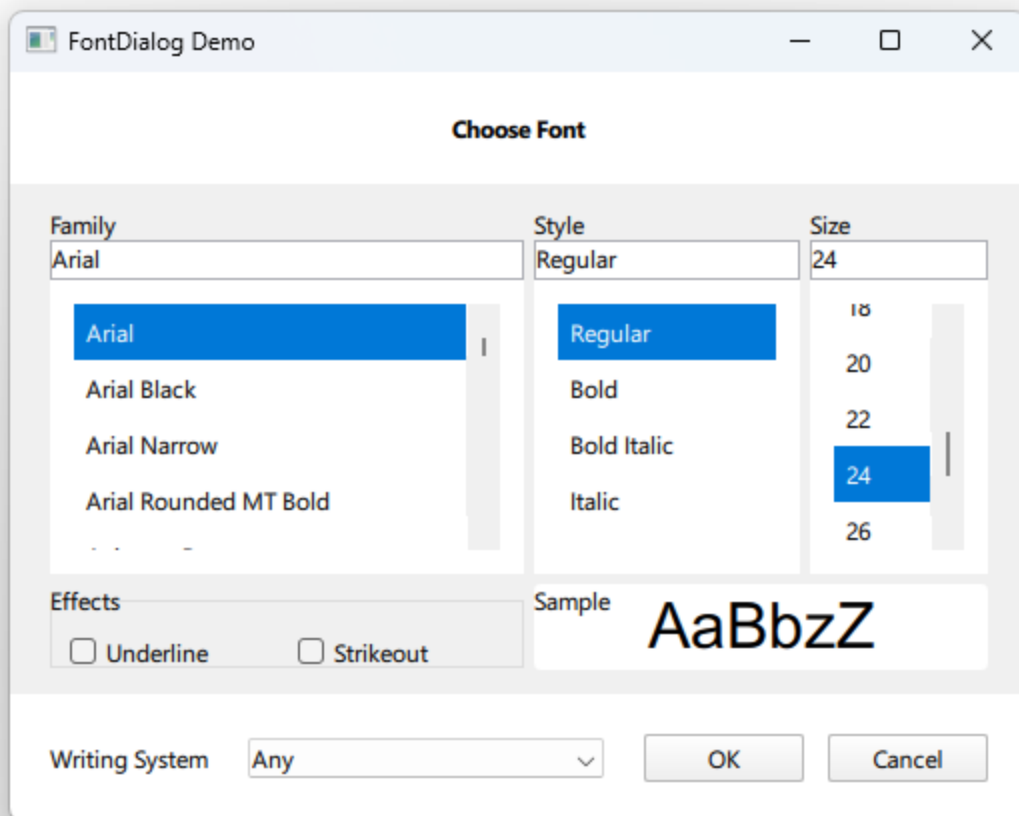 FontDialog Demo
Choose Font
Family Style Size
Arial Regular 24
Arial Regular 18
Arial Black Bold 20
Arial Narrow Bold Italic 22
Arial Rounded MT Bold Italic 24
26
Effects Sample AaBbzZ
Underline Strikeout
Writing System Any OK Cancel